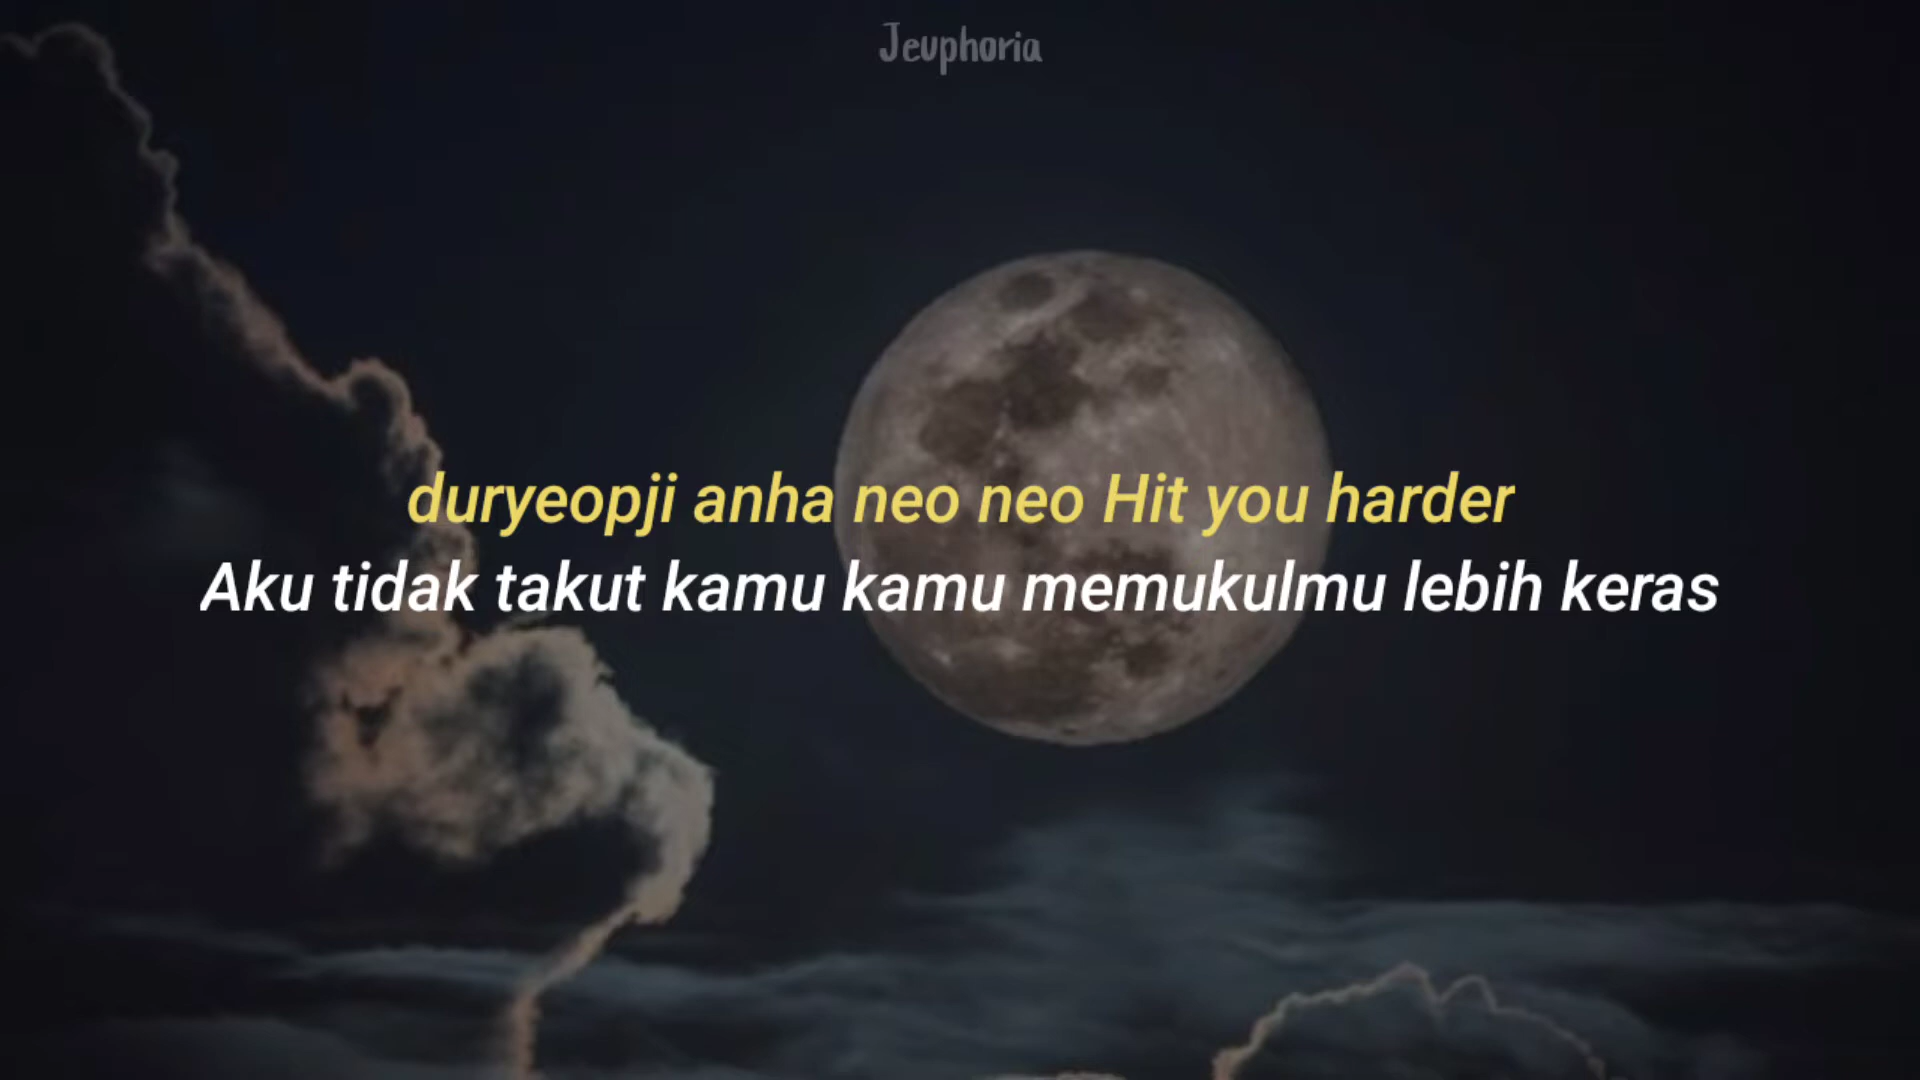 Jeuphoria
duryeopji anha neo neo Hit you harder
Aku tidak takut kamu kamu memukulmu lebih keras